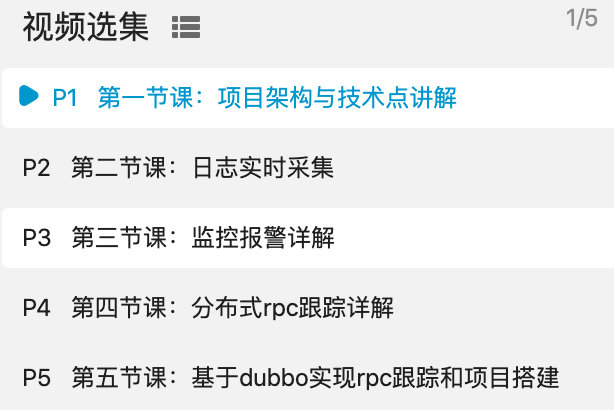 视频选集 1/5
P1 第一节课：项目架构与技术点讲解
P2 第二节课：日志实时采集
P3 第三节课：监控报警详解
P4 第四节课：分布式rpc跟踪详解
P5 第五节课：基于dubbo实现rpc跟踪和项目搭建